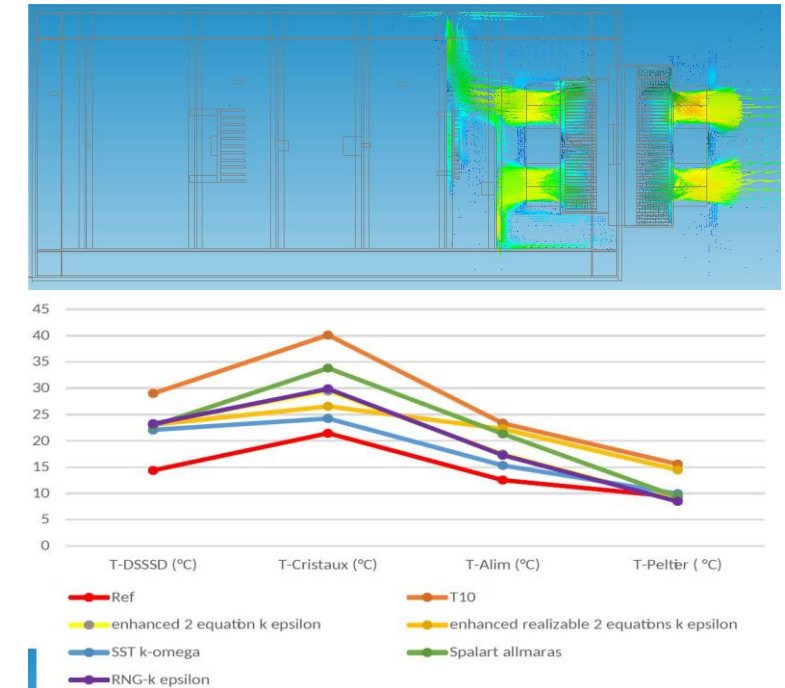 45
40
35
30
25
20
15
10
5
0
T-DSSSD (°C) T-Cristaux (°C) T-Alim (°C) T-Peltier ( °C)
Ref T10
enhanced 2 equation k epsilon enhanced realizable 2 equations k epsilon
SST k-omega Spalart allmaras
RNG-k epsilon